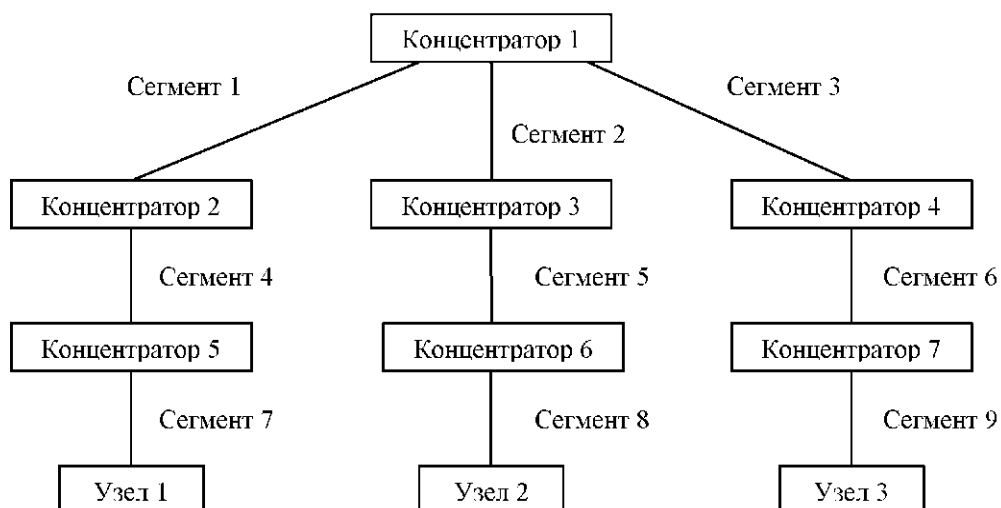 Концентратор 1
Сегмент 1
Сегмент 3
Сегмент 2
Концентратор 2
Концентратор 3
Концентратор 4
Сегмент 4
Сегмент 5
Сегмент 6
Концентратор 5
Концентратор 6
Концентратор 7
Сегмент 7
Сегмент 8
Сегмент 9
Узел 1
Узел 2
Узел 3